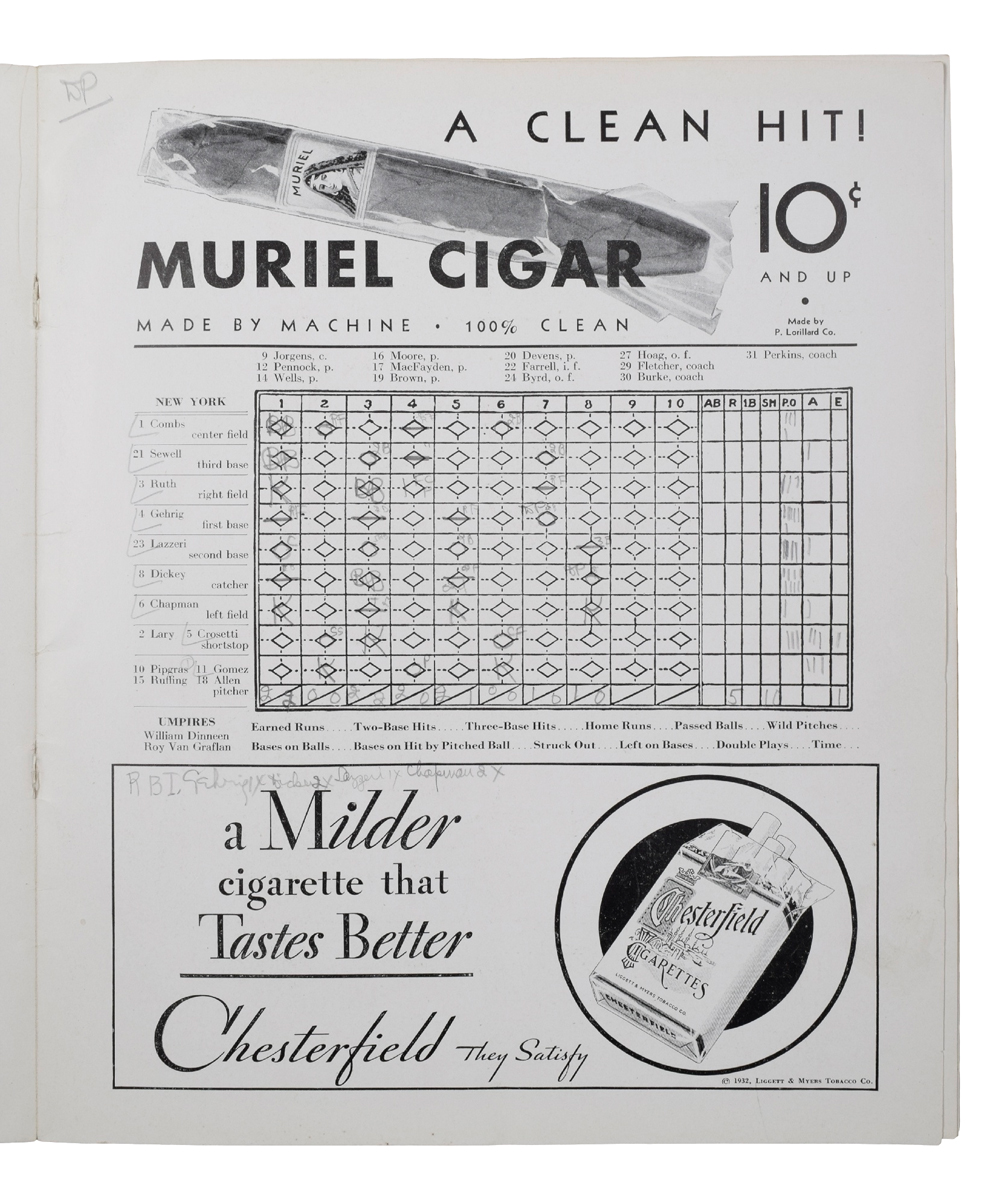 DP
A CLEAN HIT!
MURIEL
10¢
AND UP
•
Made by
P. Lorillard Co.
MURIEL CIGAR
MADE BY MACHINE • 100% CLEAN
9 Jorgens, c. 16 Moore, p. 20 Devens, p. 27 Hoag, o. f. 31 Perkins, coach
12 Pennock, p. 17 MacFayden, p. 22 Farrell, i. f. 29 Fletcher, coach
14 Wells, p. 19 Brown, p. 24 Byrd, o. f. 30 Burke, coach
NEW YORK 1 2 3 4 5 6 7 8 9 10 AB R 1B SH P.O A E
1 Combs
center field
21 Sewell
third base
3 Ruth
right field
4 Gehrig
first base
23 Lazzeri
second base
8 Dickey
catcher
6 Chapman
left field
2 Lary 5 Crosetti
shortstop
10 Pipgras 11 Gomez
15 Ruffing 18 Allen
pitcher
UMPIRES
William Dinneen
Roy Van Graflan
Earned Runs.....Two-Base Hits.....Three-Base Hits.....Home Runs....Passed Balls....Wild Pitches....
Bases on Balls....Bases on Hit by Pitched Ball....Struck Out....Left on Bases....Double Plays....Time...
R B I. Gehrig Chapman 2 X
a Milder
cigarette that
Tastes Better
Chesterfield They Satisfy
Chesterfield
CIGARETTES
LIGGETT & MYERS TOBACCO CO.
CHESTERFIELD
© 1932, LIGGETT & MYERS TOBACCO CO.